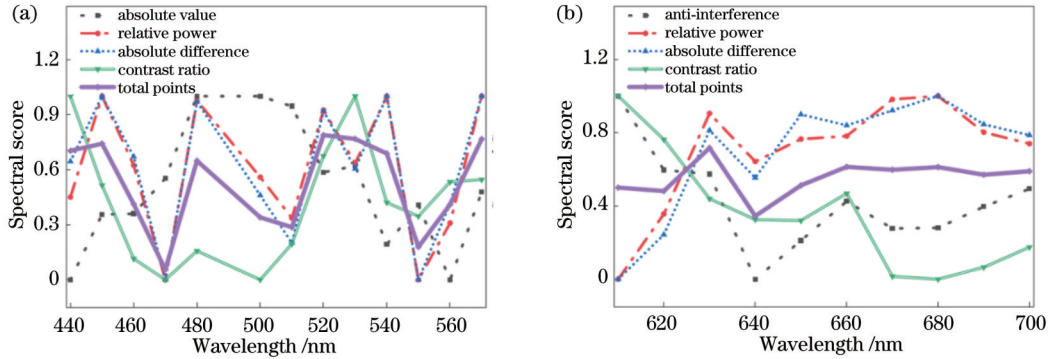 (a)
absolute value
relative power
absolute difference
contrast ratio
total points
1.2
0.9
0.6
0.3
0
Spectral score
440 460 480 500 520 540 560
Wavelength /nm
(b)
anti-interference
relative power
absolute difference
contrast ratio
total points
1.2
0.8
0.4
0
Spectral score
620 640 660 680 700
Wavelength /nm